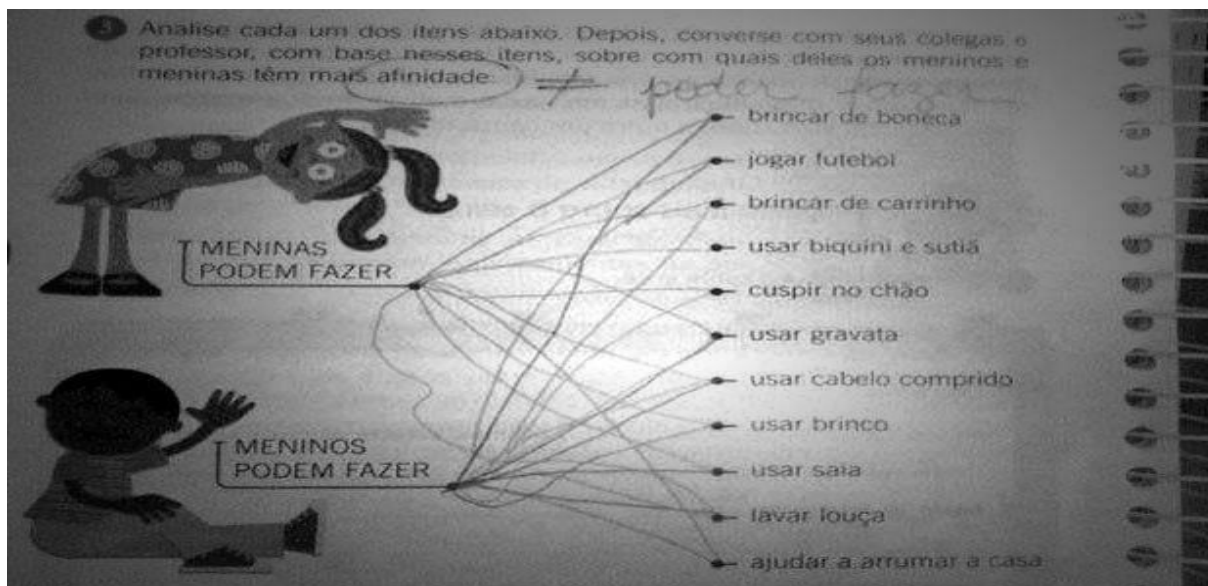 3 Analise cada um dos itens abaixo. Depois, converse com seus colegas e
professor, com base nesses itens, sobre com quais deles os meninos e
meninas têm mais afinidade. ≠ poder fazer
brincar de boneca
jogar futebol
brincar de carrinho
usar biquíni e sutiã
MENINAS
PODEM FAZER
cuspir no chão
usar gravata
usar cabelo comprido
usar brinco
MENINOS
PODEM FAZER
usar saia
lavar louça
ajudar a arrumar a casa